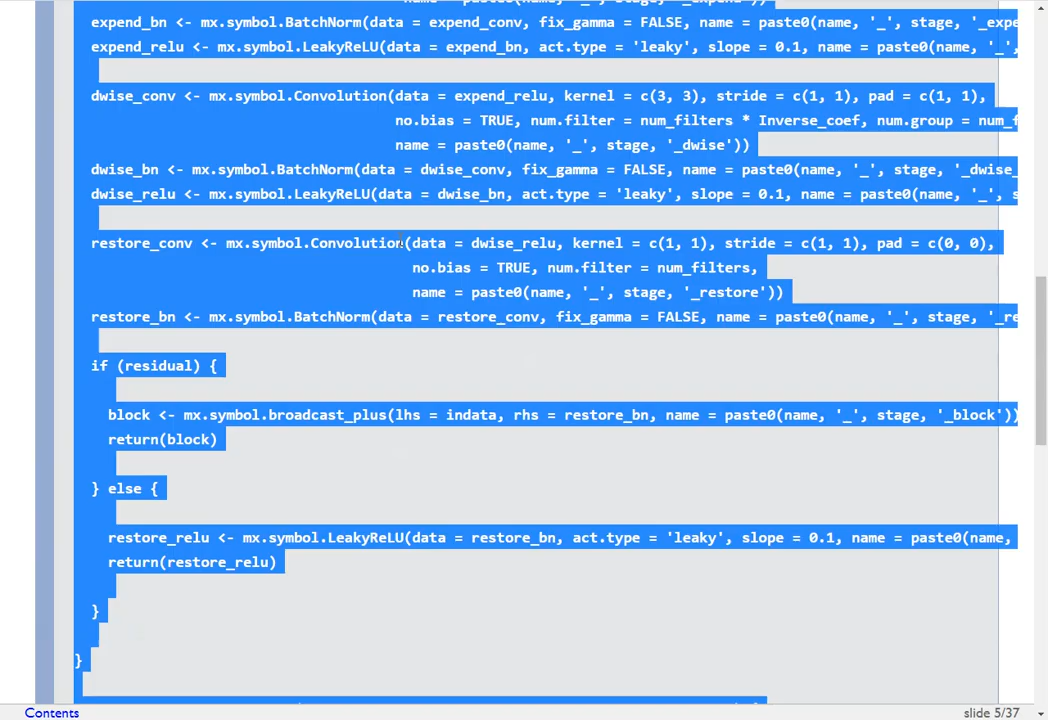 name = paste0(name, '_', stage, '_expend'))
expend_bn <- mx.symbol.BatchNorm(data = expend_conv, fix_gamma = FALSE, name = paste0(name, '_', stage, '_expe
expend_relu <- mx.symbol.LeakyReLU(data = expend_bn, act.type = 'leaky', slope = 0.1, name = paste0(name, '_',
dwise_conv <- mx.symbol.Convolution(data = expend_relu, kernel = c(3, 3), stride = c(1, 1), pad = c(1, 1),
no.bias = TRUE, num.filter = num_filters * Inverse_coef, num.group = num_f
name = paste0(name, '_', stage, '_dwise'))
dwise_bn <- mx.symbol.BatchNorm(data = dwise_conv, fix_gamma = FALSE, name = paste0(name, '_', stage, '_dwise_
dwise_relu <- mx.symbol.LeakyReLU(data = dwise_bn, act.type = 'leaky', slope = 0.1, name = paste0(name, '_', s
restore_conv <- mx.symbol.Convolution(data = dwise_relu, kernel = c(1, 1), stride = c(1, 1), pad = c(0, 0),
no.bias = TRUE, num.filter = num_filters,
name = paste0(name, '_', stage, '_restore'))
restore_bn <- mx.symbol.BatchNorm(data = restore_conv, fix_gamma = FALSE, name = paste0(name, '_', stage, '_re
if (residual) {
block <- mx.symbol.broadcast_plus(lhs = indata, rhs = restore_bn, name = paste0(name, '_', stage, '_block'))
return(block)
} else {
restore_relu <- mx.symbol.LeakyReLU(data = restore_bn, act.type = 'leaky', slope = 0.1, name = paste0(name,
return(restore_relu)
}
}
Contents
slide 5/37